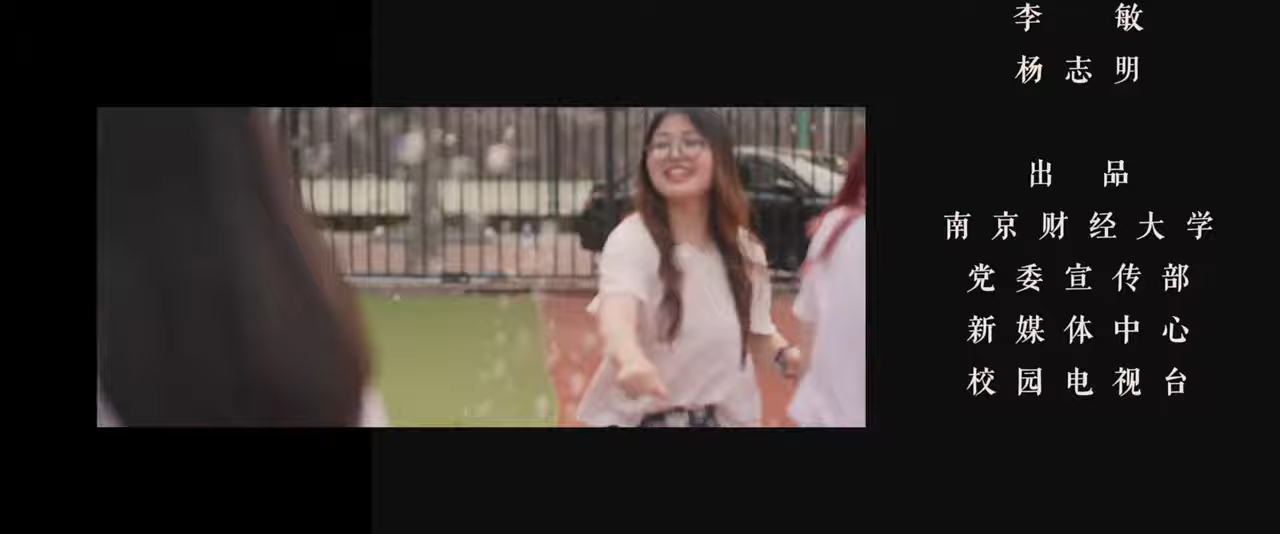 李敏
杨志明
出品
南京财经大学
党委宣传部
新媒体中心
校园电视台